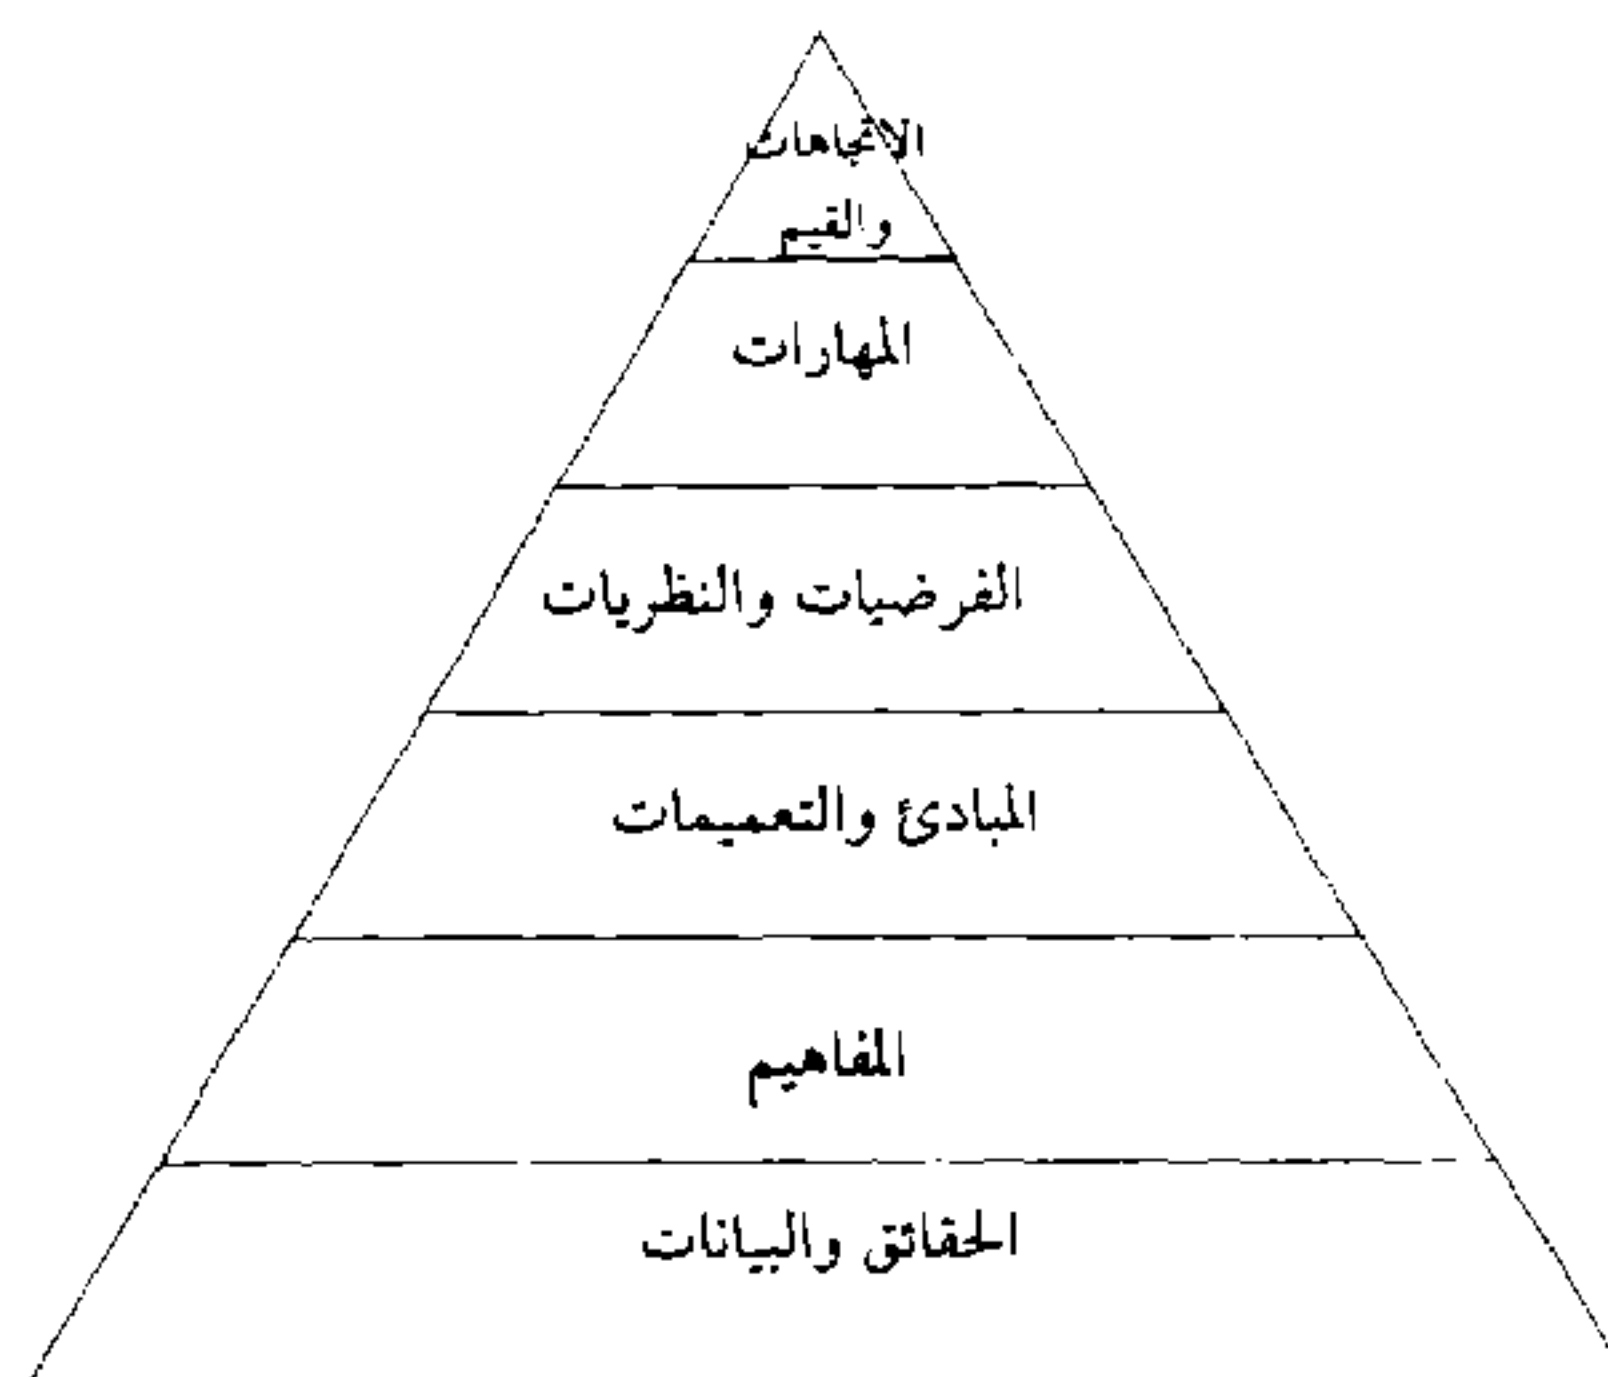 الاتجاهات
والقيم
المهارات
الفرضيات والنظريات
المبادئ والتعميمات
المفاهيم
الحقائق والبيانات